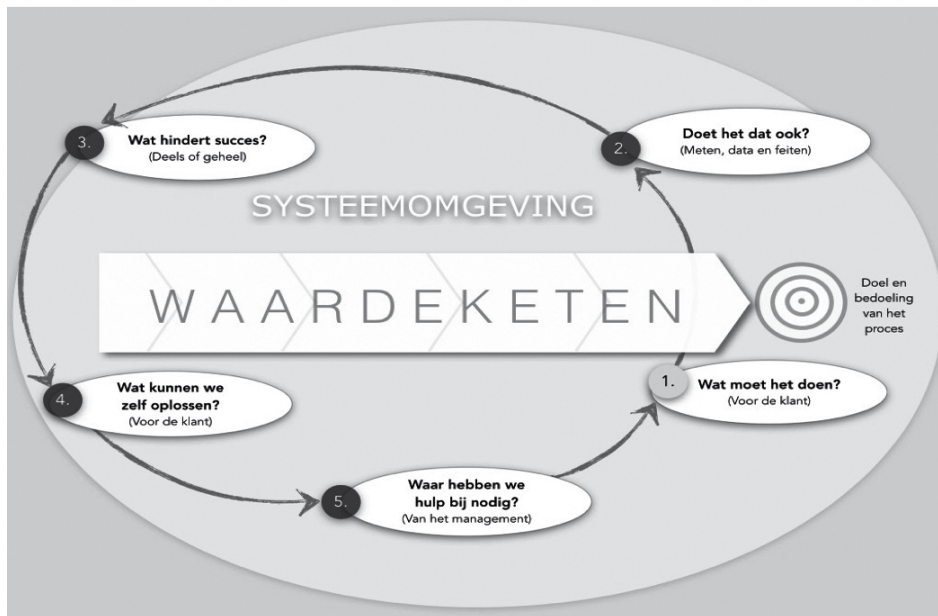 3.
Wat hindert succes?
(Deels of geheel)
2.
Doet het dat ook?
(Meten, data en feiten)
SYSTEEMOMGEVING
WAARDEKETEN
Doel en
bedoeling
van het
proces
1.
Wat moet het doen?
(Voor de klant)
4.
Wat kunnen we
zelf oplossen?
(Voor de klant)
5.
Waar hebben we
hulp bij nodig?
(Van het management)